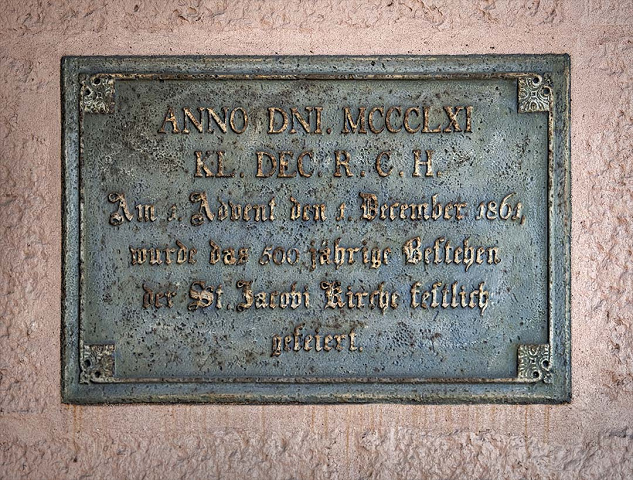 ANNO DNI. MCCCLXI
KL. DEC. R. C. H.
Am 1. Advent den 1. December 1861,
wurde das 500 jährige Bestehen
der St. Jacobi Kirche festlich
gefeiert.